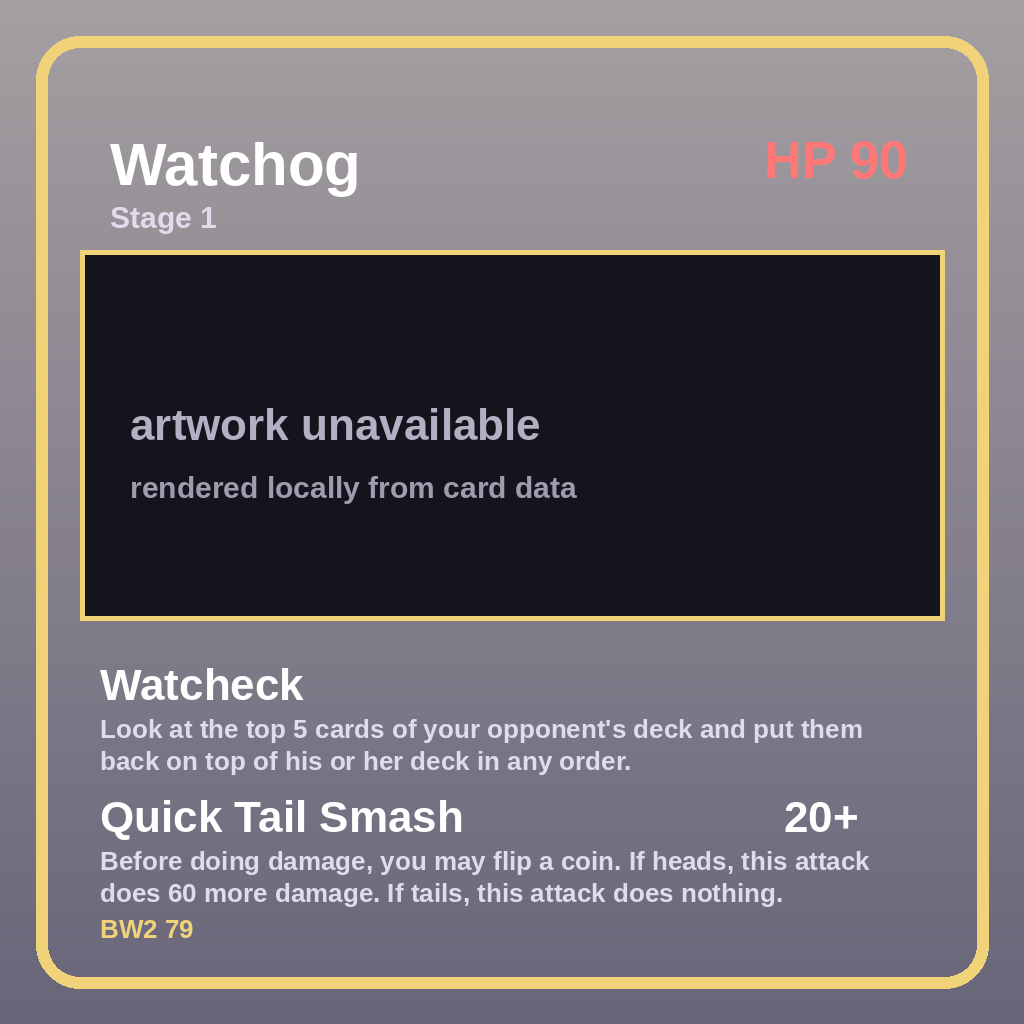 Watchog
HP 90
Stage 1
artwork unavailable
rendered locally from card data
Watcheck
Look at the top 5 cards of your opponent's deck and put them
back on top of his or her deck in any order.
Quick Tail Smash
20+
Before doing damage, you may flip a coin. If heads, this attack
does 60 more damage. If tails, this attack does nothing.
BW2 79